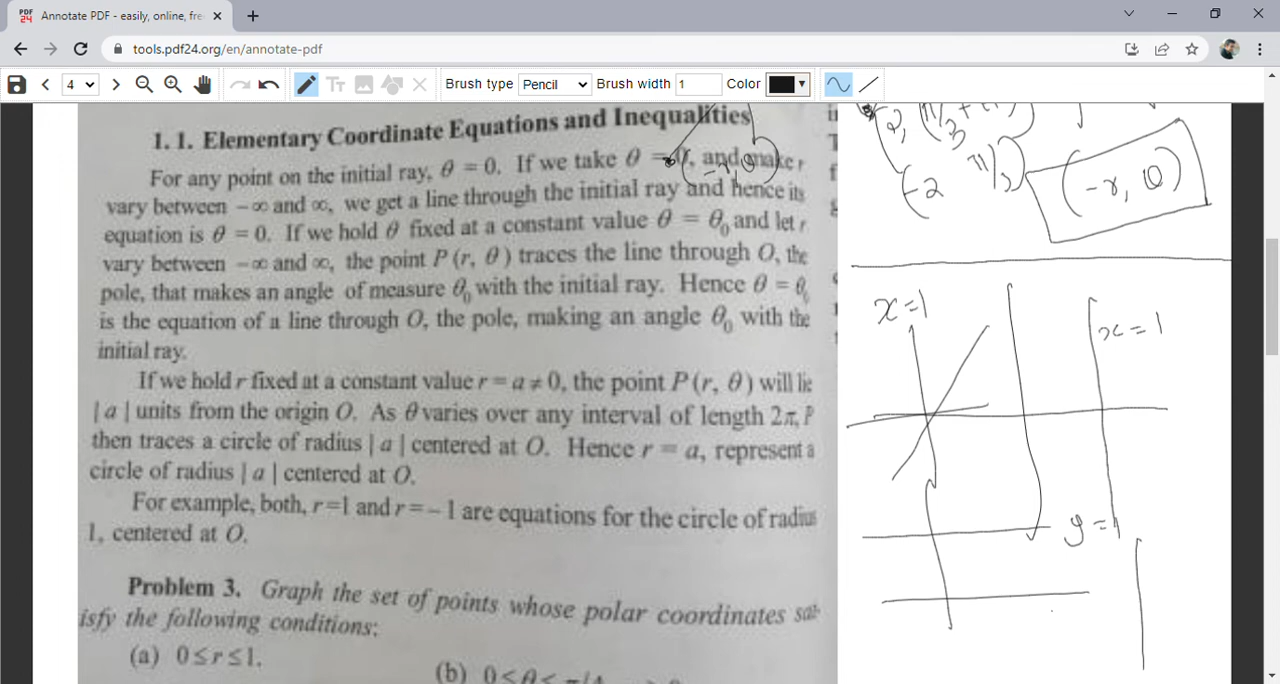 Annotate PDF - easily, online, fre
tools.pdf24.org/en/annotate-pdf
4
Brush type Pencil Brush width 1 Color
1. 1. Elementary Coordinate Equations and Inequalities
For any point on the initial ray, θ = 0. If we take θ = and make r
vary between −∞ and ∞, we get a line through the initial ray and hence its
equation is θ = 0. If we hold θ fixed at a constant value θ = θ₀ and let r
vary between −∞ and ∞, the point P (r, θ ) traces the line through O, the
pole, that makes an angle of measure θ₀ with the initial ray. Hence θ = θ₀
is the equation of a line through O, the pole, making an angle θ₀ with the
initial ray.
If we hold r fixed at a constant value r = a ≠ 0, the point P (r, θ ) will lie
| a | units from the origin O. As θ varies over any interval of length 2π, P
then traces a circle of radius | a | centered at O. Hence r = a, represent a
circle of radius | a | centered at O.
For example, both, r=1 and r = − 1 are equations for the circle of radius
1, centered at O.
Problem 3. Graph the set of points whose polar coordinates sat-
isfy the following conditions:
(a) 0 ≤ r ≤ 1.
(−r, θ)
(−2 π/3)
(−r, θ)
x=1
x=1
y=1